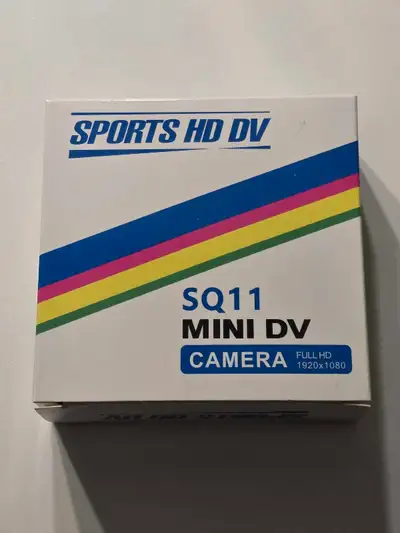 SPORTS HD DV
SQ11
MINI DV
CAMERA
FULL HD
1920x1080